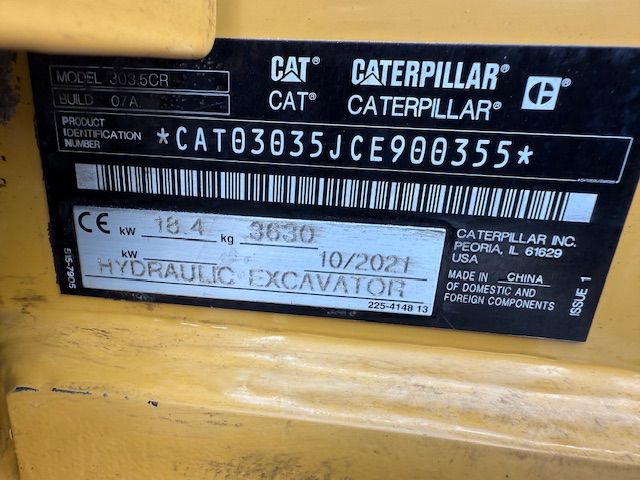 MODEL 303.5CR
BUILD 07A
CAT® CATERPILLAR®
CAT® CATERPILLAR®
C®
PRODUCT
IDENTIFICATION
NUMBER
*CAT03035JCE900355*
CE kW 18.4 kg 3630
kW 10/2021
HYDRAULIC EXCAVATOR
225-4148 13
CATERPILLAR INC.
PEORIA, IL 61629
USA
MADE IN CHINA
OF DOMESTIC AND
FOREIGN COMPONENTS
ISSUE 1
515-7905